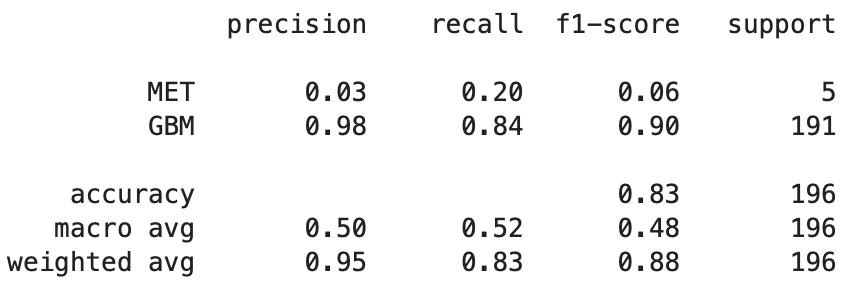 precision recall f1-score support
MET 0.03 0.20 0.06 5
GBM 0.98 0.84 0.90 191
accuracy 0.83 196
macro avg 0.50 0.52 0.48 196
weighted avg 0.95 0.83 0.88 196